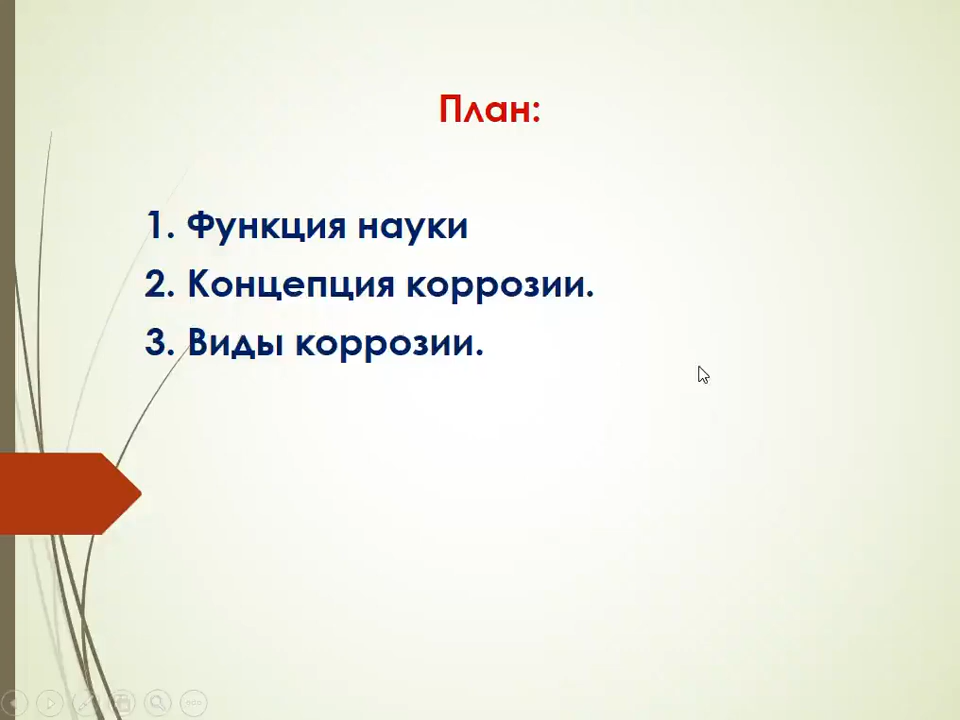 План:
1. Функция науки
2. Концепция коррозии.
3. Виды коррозии.